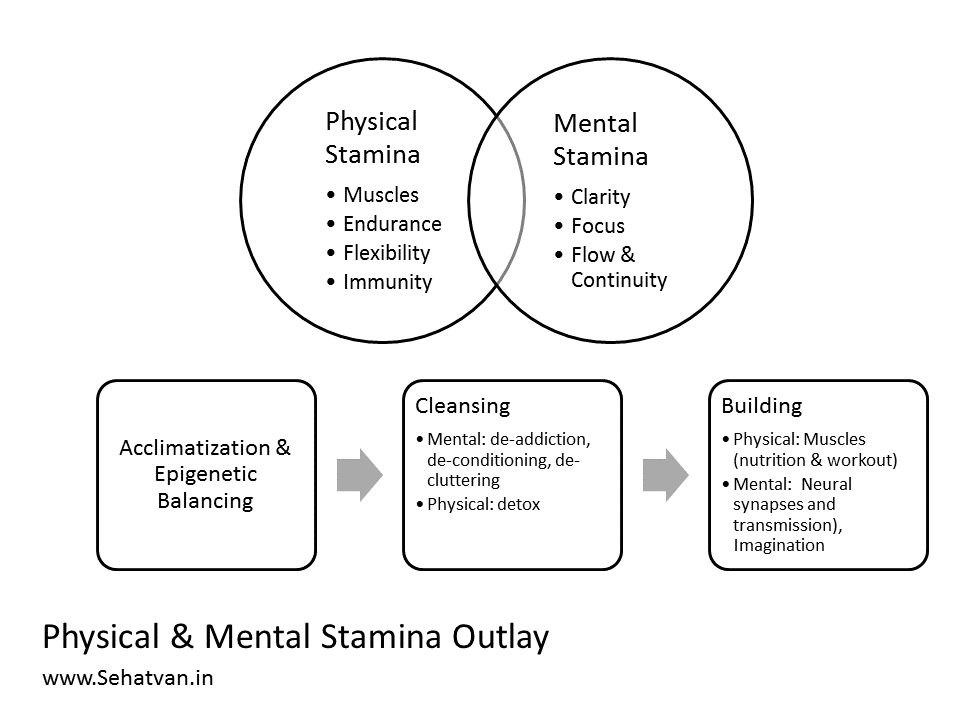 Physical
Stamina
• Muscles
• Endurance
• Flexibility
• Immunity
Mental
Stamina
• Clarity
• Focus
• Flow &
Continuity
Acclimatization &
Epigenetic
Balancing
Cleansing
• Mental: de-addiction,
de-conditioning, de-
cluttering
• Physical: detox
Building
• Physical: Muscles
(nutrition & workout)
• Mental:  Neural
synapses and
transmission),
Imagination
Physical & Mental Stamina Outlay
www.Sehatvan.in